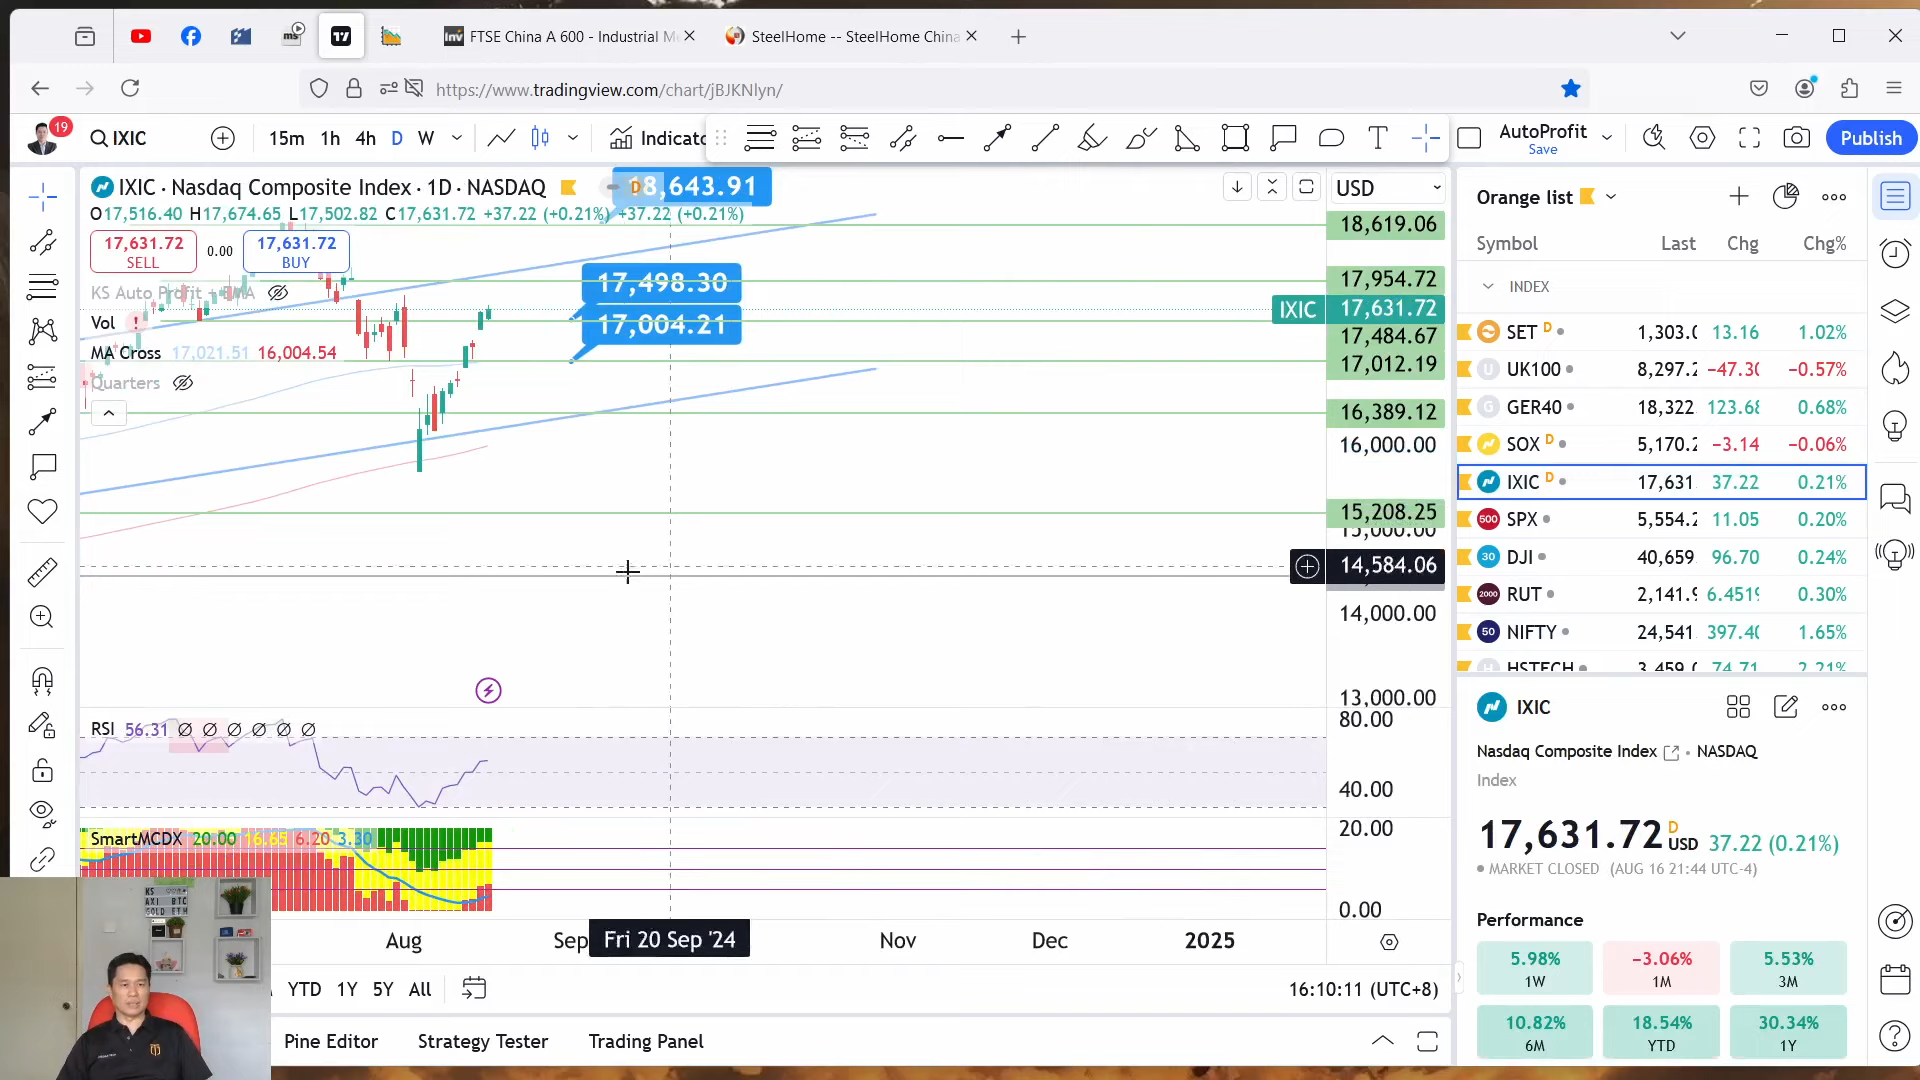 FTSE China A 600 - Industrial Me
SteelHome -- SteelHome China
https://www.tradingview.com/chart/jBJKNlyn/
19
IXIC
15m 1h 4h D W
Indicato
AutoProfit
Save
Publish
IXIC · Nasdaq Composite Index · 1D · NASDAQ
D
18,643.91
O17,516.40 H17,674.65 L17,502.82 C17,631.72 +37.22 (+0.21%) +37.22 (+0.21%)
17,631.72
SELL
0.00
17,631.72
BUY
KS Auto Profit + EMA
Vol
MA Cross 17,021.51 16,004.54
Quarters
17,498.30
17,004.21
USD
18,619.06
17,954.72
IXIC 17,631.72
17,484.67
17,012.19
16,389.12
16,000.00
15,208.25
15,000.00
14,584.06
14,000.00
13,000.00
RSI 56.31 Ø Ø Ø Ø Ø Ø
80.00
40.00
SmartMCDX 20.00 16.65 6.20 3.30
20.00
0.00
Aug Sep Fri 20 Sep '24 Nov Dec 2025
YTD 1Y 5Y All
16:10:11 (UTC+8)
Pine Editor Strategy Tester Trading Panel
Orange list
Symbol Last Chg Chg%
INDEX
SET D 1,303.0 13.16 1.02%
UK100 8,297.2 −47.30 −0.57%
GER40 18,322 123.68 0.68%
SOX D 5,170.2 −3.14 −0.06%
IXIC D 17,631 37.22 0.21%
500 SPX 5,554.2 11.05 0.20%
30 DJI 40,659 96.70 0.24%
2000 RUT 2,141.9 6.4519 0.30%
50 NIFTY 24,541 397.40 1.65%
HSTECH 3,459.0 74.71 2.21%
IXIC
Nasdaq Composite Index · NASDAQ
Index
17,631.72 D USD 37.22 (0.21%)
MARKET CLOSED (AUG 16 21:44 UTC-4)
Performance
5.98%
1W
−3.06%
1M
5.53%
3M
10.82%
6M
18.54%
YTD
30.34%
1Y
KS
AXI BTC
GOLD ETH